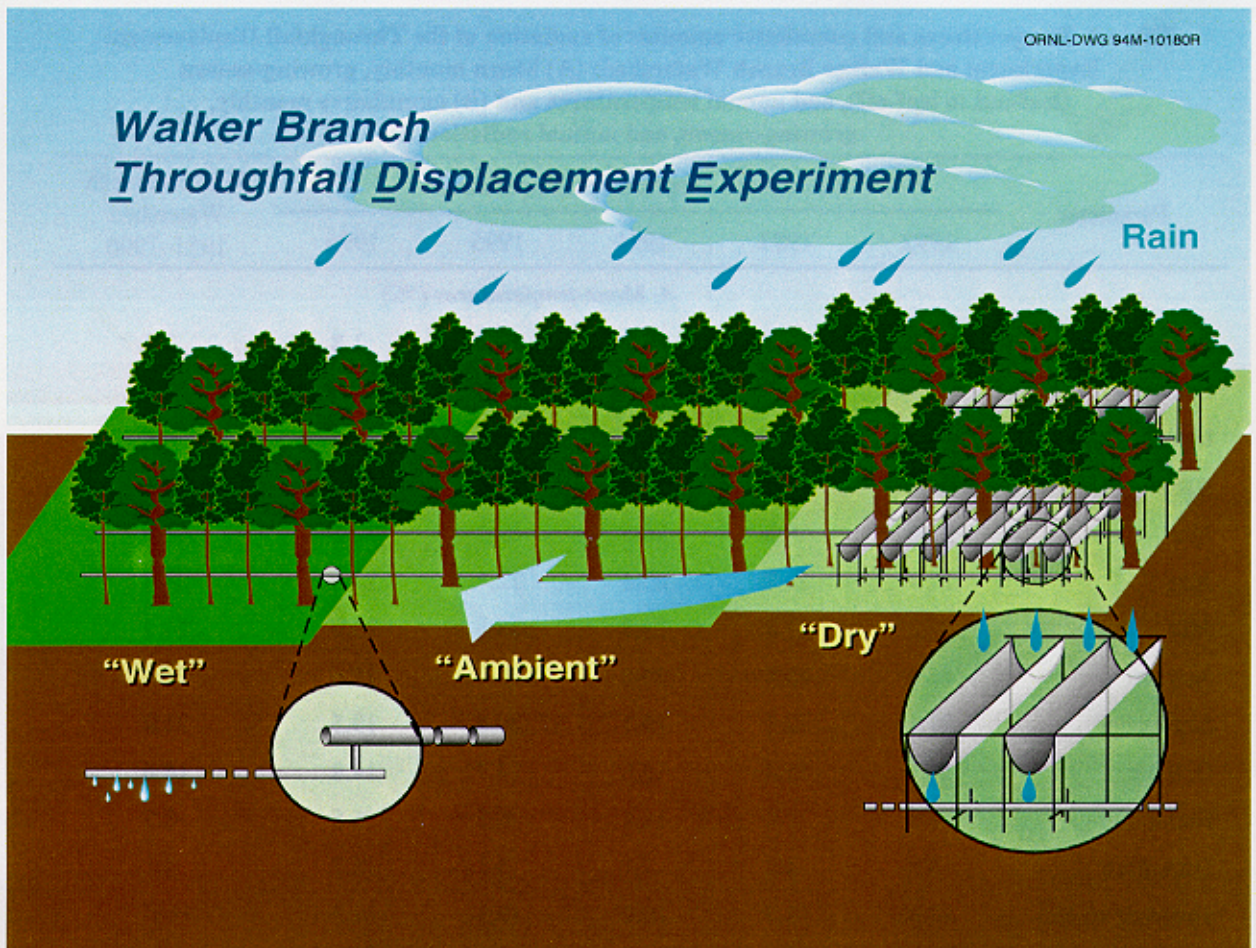 ORNL-DWG 94M-10180R
Walker Branch
Throughfall Displacement Experiment
Rain
“Wet”
“Ambient”
“Dry”